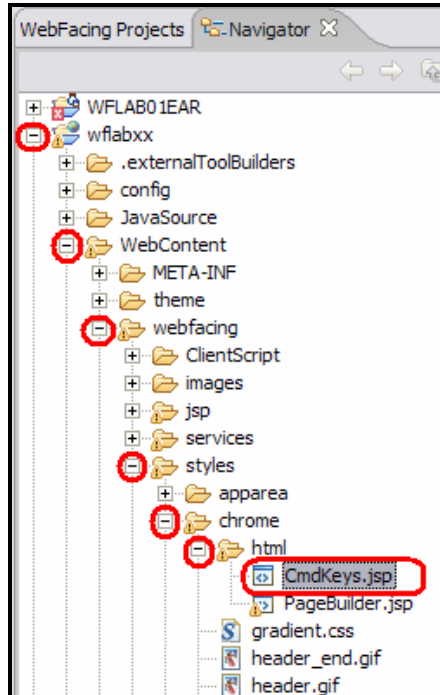 WebFacing Projects Navigator
WFLAB01EAR
wflabxx
.externalToolBuilders
config
JavaSource
WebContent
META-INF
theme
webfacing
ClientScript
images
jsp
services
styles
apparea
chrome
html
CmdKeys.jsp
PageBuilder.jsp
gradient.css
header_end.gif
header.gif